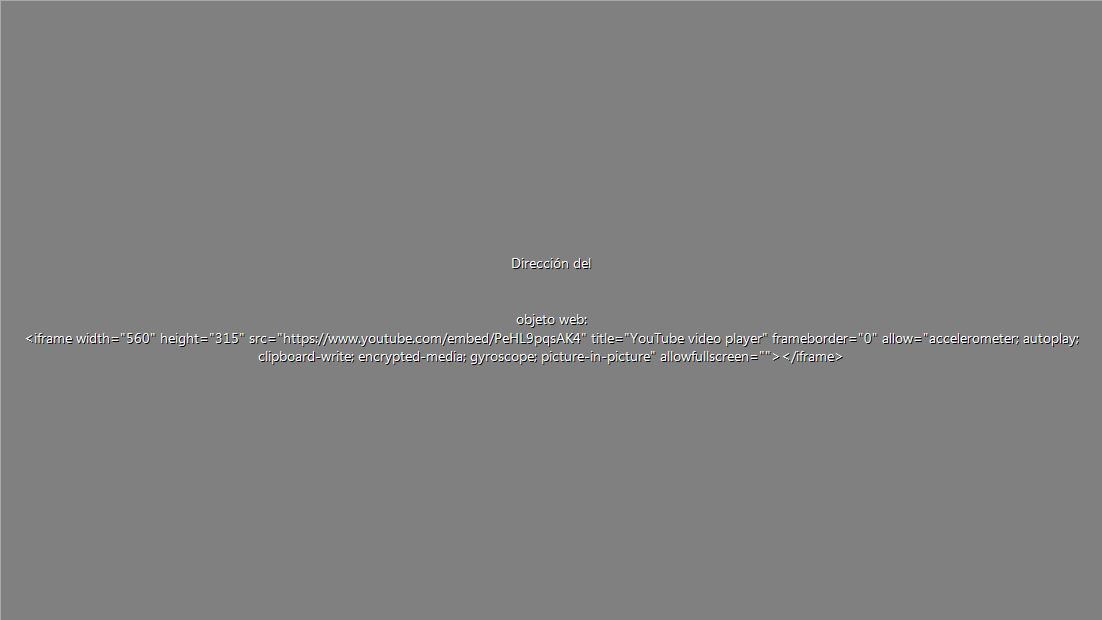 Dirección del
objeto web:
<iframe width="560" height="315" src="https://www.youtube.com/embed/PeHL9pqsAK4" title="YouTube video player" frameborder="0" allow="accelerometer; autoplay;
clipboard-write; encrypted-media; gyroscope; picture-in-picture" allowfullscreen=""></iframe>